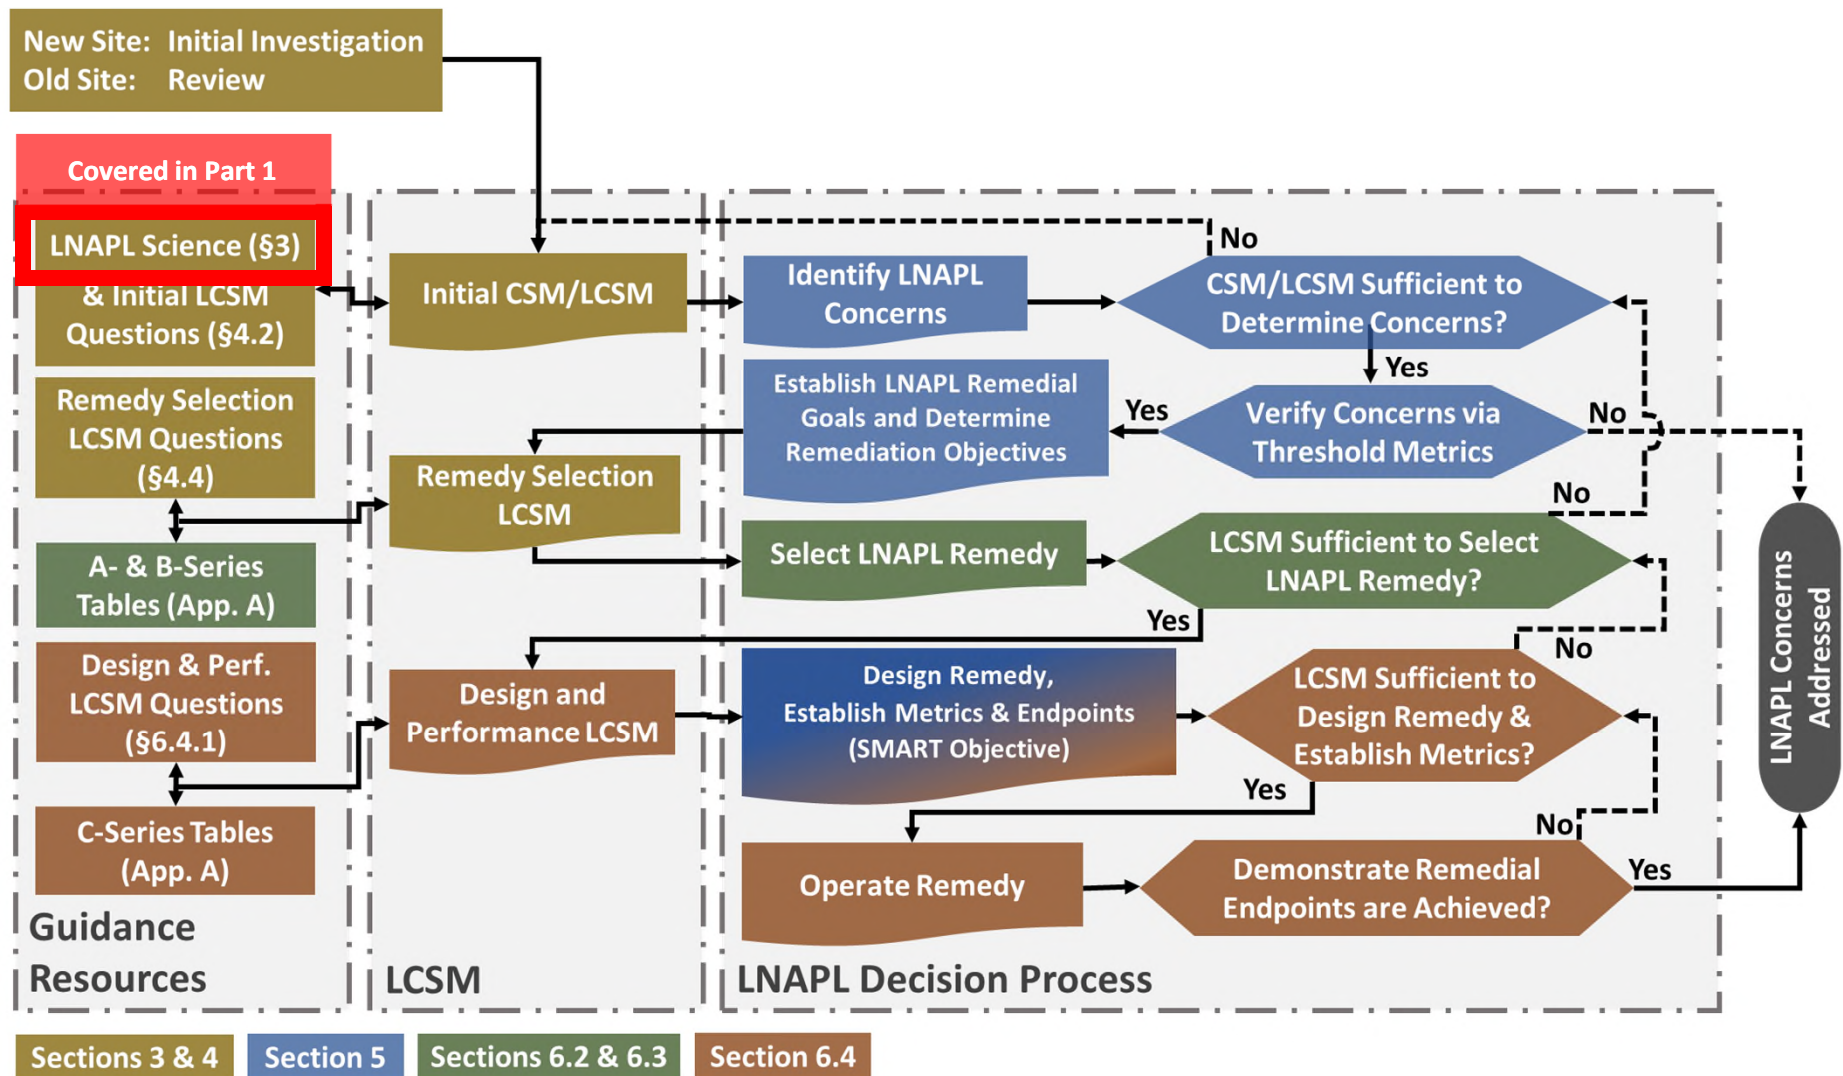 New Site: Initial Investigation
Old Site: Review
Covered in Part 1
LNAPL Science (§3)
& Initial LCSM
Questions (§4.2)
Remedy Selection
LCSM Questions
(§4.4)
A- & B-Series
Tables (App. A)
Design & Perf.
LCSM Questions
(§6.4.1)
C-Series Tables
(App. A)
Guidance
Resources
Initial CSM/LCSM
Remedy Selection
LCSM
Design and
Performance LCSM
LCSM
Identify LNAPL
Concerns
No
CSM/LCSM Sufficient to
Determine Concerns?
Yes
Establish LNAPL Remedial
Goals and Determine
Remediation Objectives
Yes
Verify Concerns via
Threshold Metrics
No
No
Select LNAPL Remedy
LCSM Sufficient to Select
LNAPL Remedy?
Yes
No
Design Remedy,
Establish Metrics & Endpoints
(SMART Objective)
LCSM Sufficient to
Design Remedy &
Establish Metrics?
Yes
No
Operate Remedy
Demonstrate Remedial
Endpoints are Achieved?
Yes
LNAPL Decision Process
LNAPL Concerns
Addressed
Sections 3 & 4
Section 5
Sections 6.2 & 6.3
Section 6.4